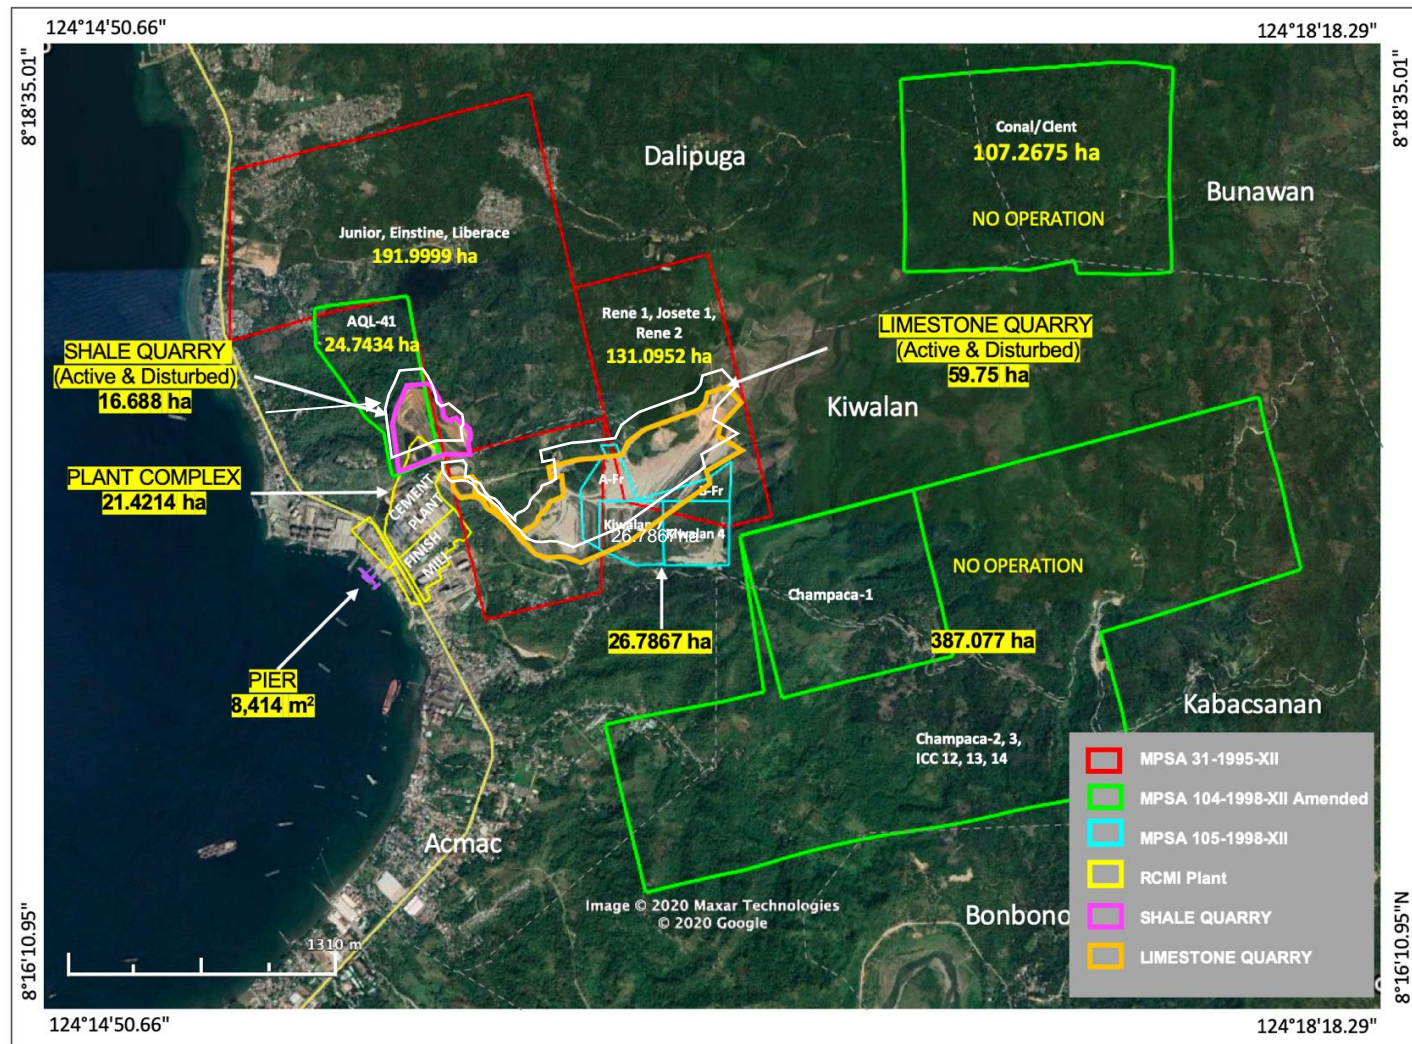 124°14'50.66"
124°18'18.29"
8°18'35.01"
8°18'35.01"
Conal/Clent
107.2675 ha
Dalipuga
Bunawan
NO OPERATION
Junior, Einstine, Liberace
191.9999 ha
Rene 1, Josete 1,
Rene 2
131.0952 ha
AQL-41
24.7434 ha
LIMESTONE QUARRY
(Active & Disturbed)
59.75 ha
SHALE QUARRY
(Active & Disturbed)
16.688 ha
Kiwalan
PLANT COMPLEX
21.4214 ha
CEMENT
PLANT
FINISH
MILL
A-Fr
B-Fr
Kiwalan
26.7867ha
Kiwalan 4
NO OPERATION
Champaca-1
26.7867 ha
387.077 ha
PIER
8,414 m²
Kabacsanan
Champaca-2, 3,
ICC 12, 13, 14
MPSA 31-1995-XII
MPSA 104-1998-XII Amended
MPSA 105-1998-XII
RCMI Plant
SHALE QUARRY
LIMESTONE QUARRY
Acmac
Image © 2020 Maxar Technologies
© 2020 Google
Bonbono
1310 m
8°16'10.95"
8°16'10.95"N
124°14'50.66"
124°18'18.29"